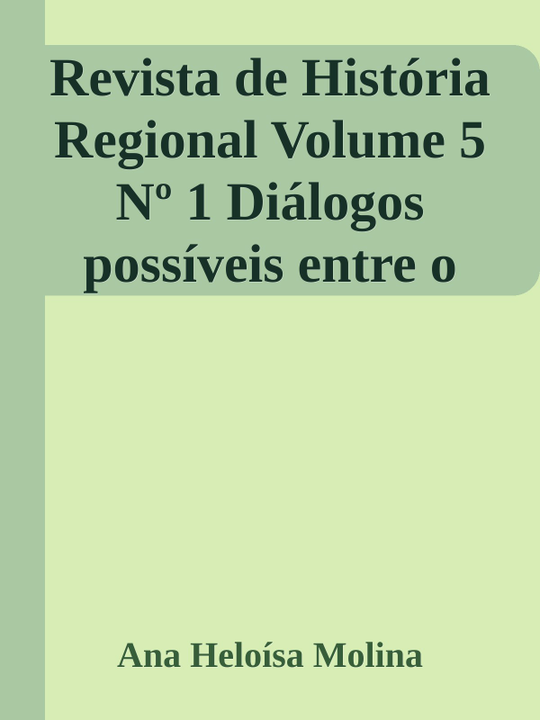 Revista de História
Regional Volume 5
Nº 1 Diálogos
possíveis entre o
Ana Heloísa Molina